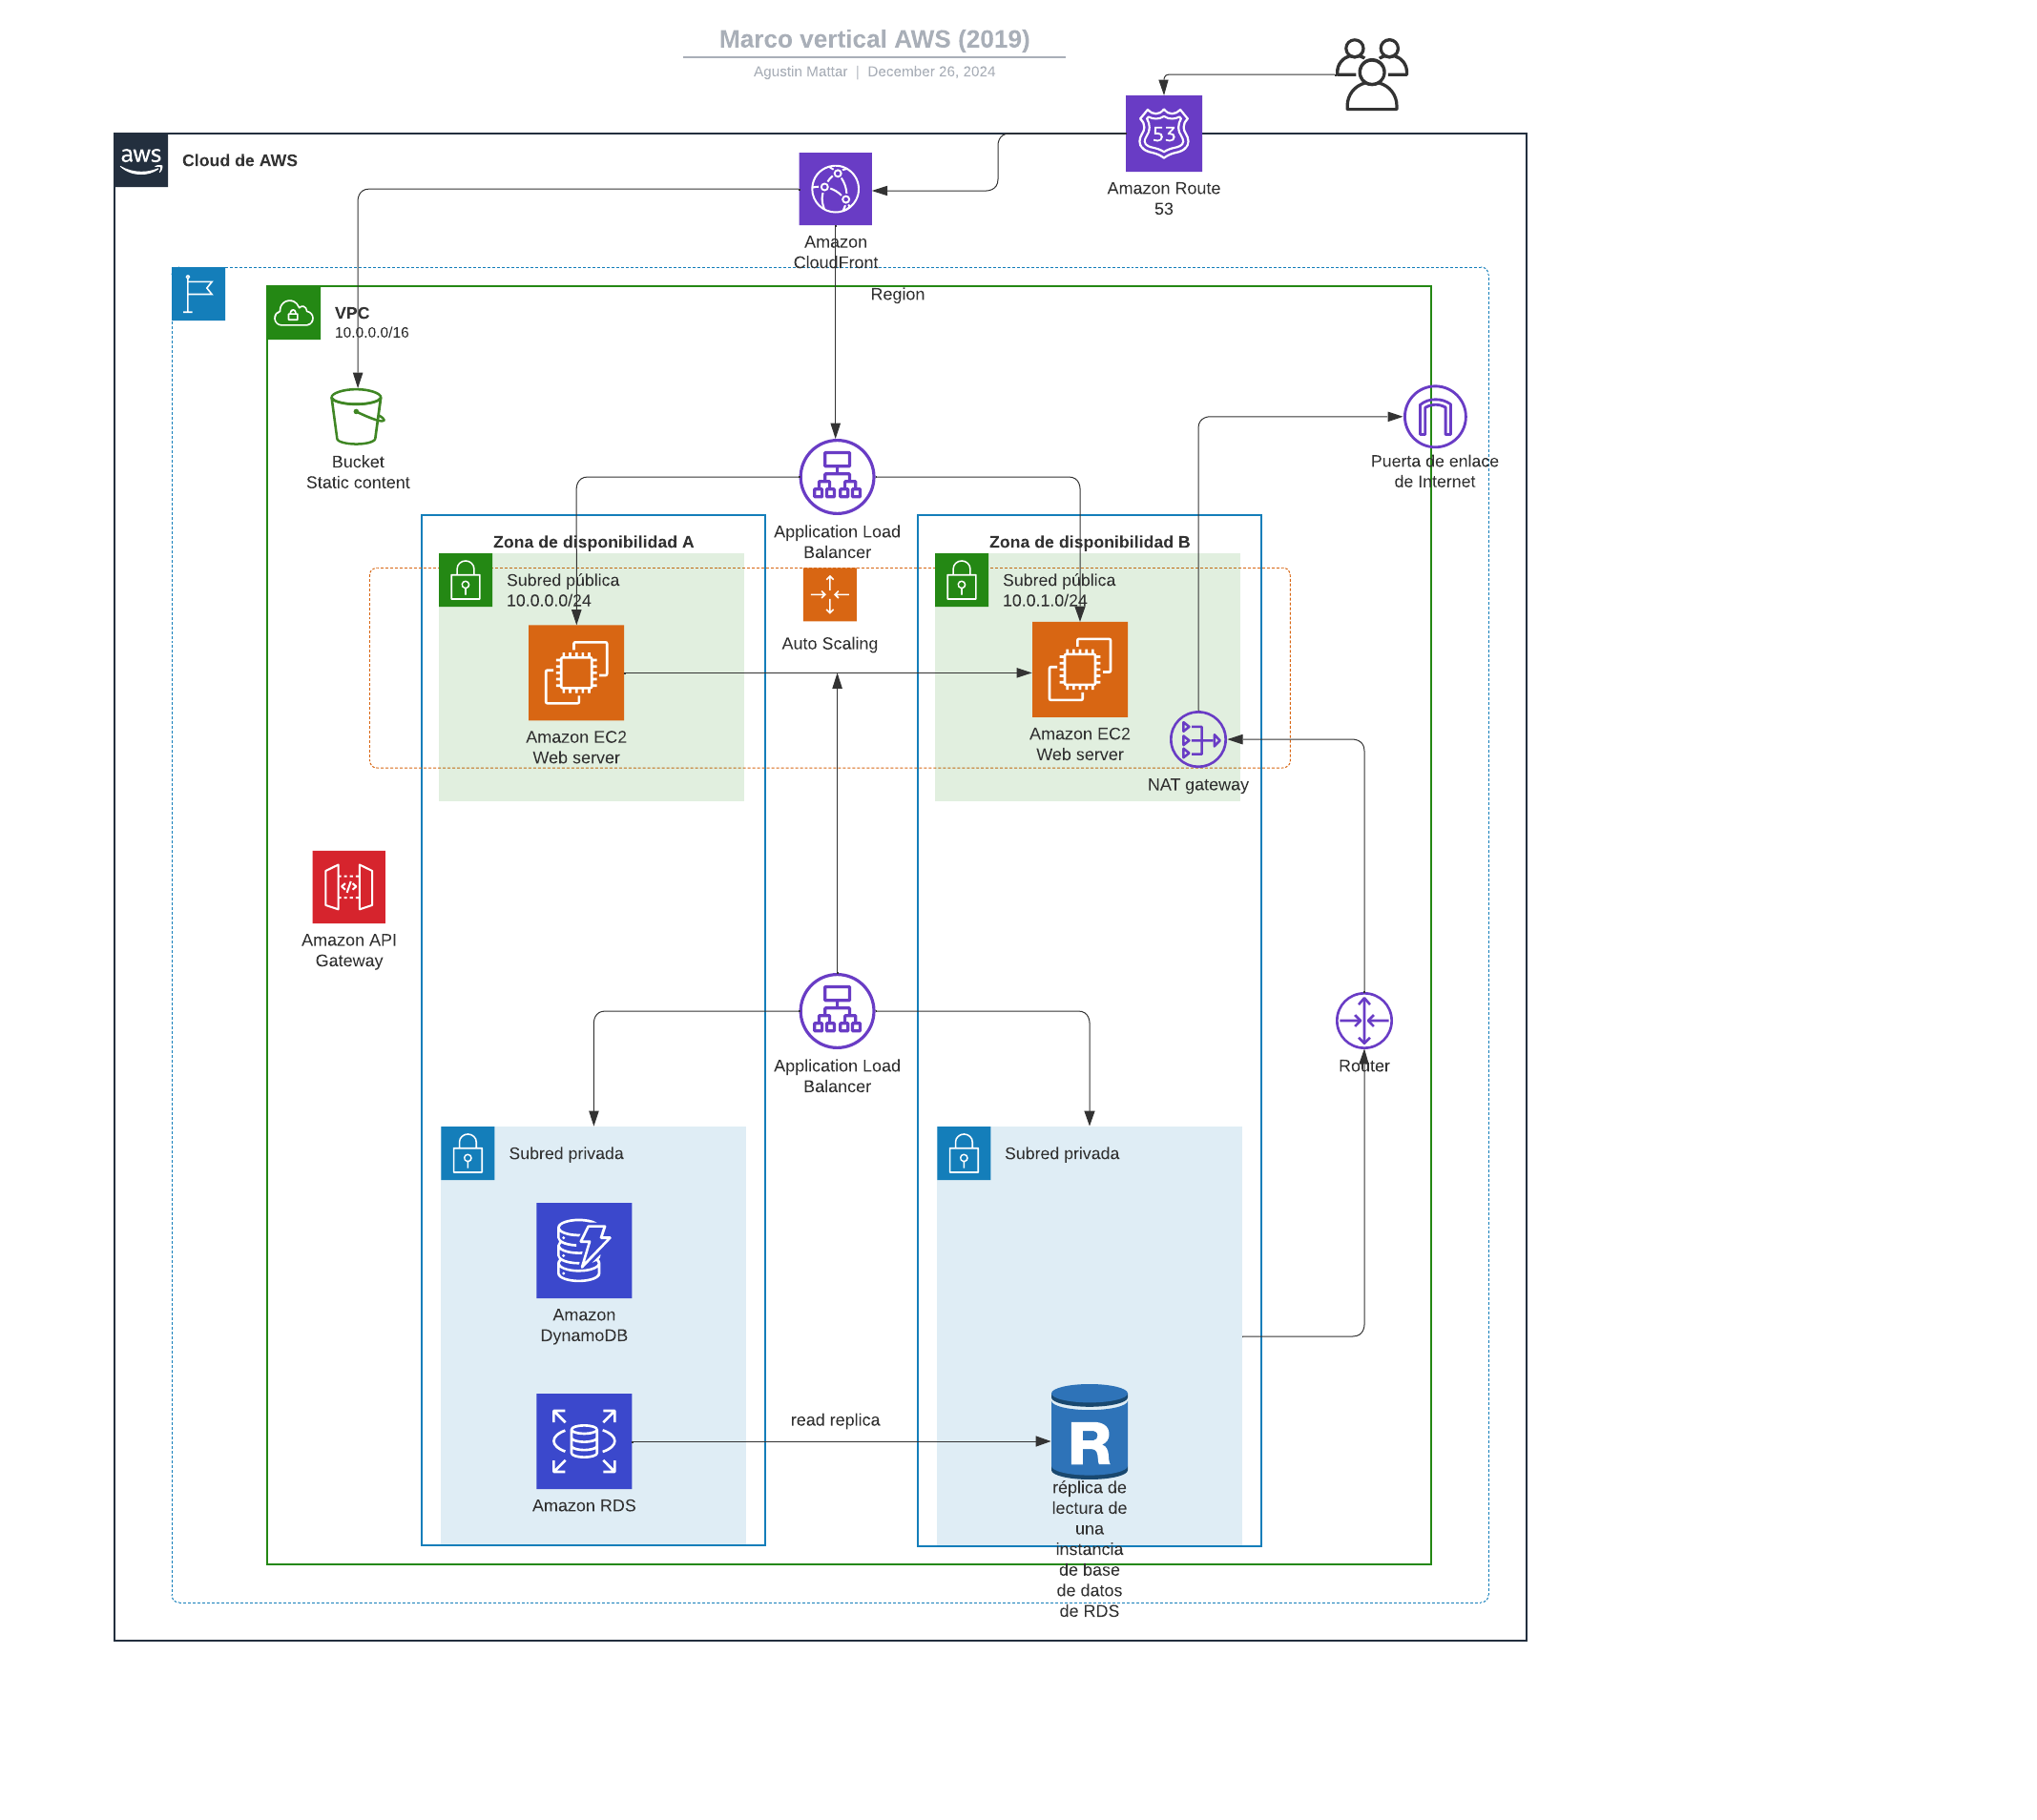 Marco vertical AWS (2019)
Agustin Mattar | December 26, 2024
53
Amazon Route
53
aws
Cloud de AWS
Amazon
CloudFront
Region
VPC
10.0.0.0/16
Bucket
Static content
Puerta de enlace
de Internet
Application Load
Balancer
Zona de disponibilidad A
Zona de disponibilidad B
Subred pública
10.0.0.0/24
Subred pública
10.0.1.0/24
Auto Scaling
Amazon EC2
Web server
Amazon EC2
Web server
NAT gateway
Amazon API
Gateway
Application Load
Balancer
Router
Subred privada
Subred privada
Amazon
DynamoDB
read replica
R
Amazon RDS
réplica de
lectura de
una
instancia
de base
de datos
de RDS